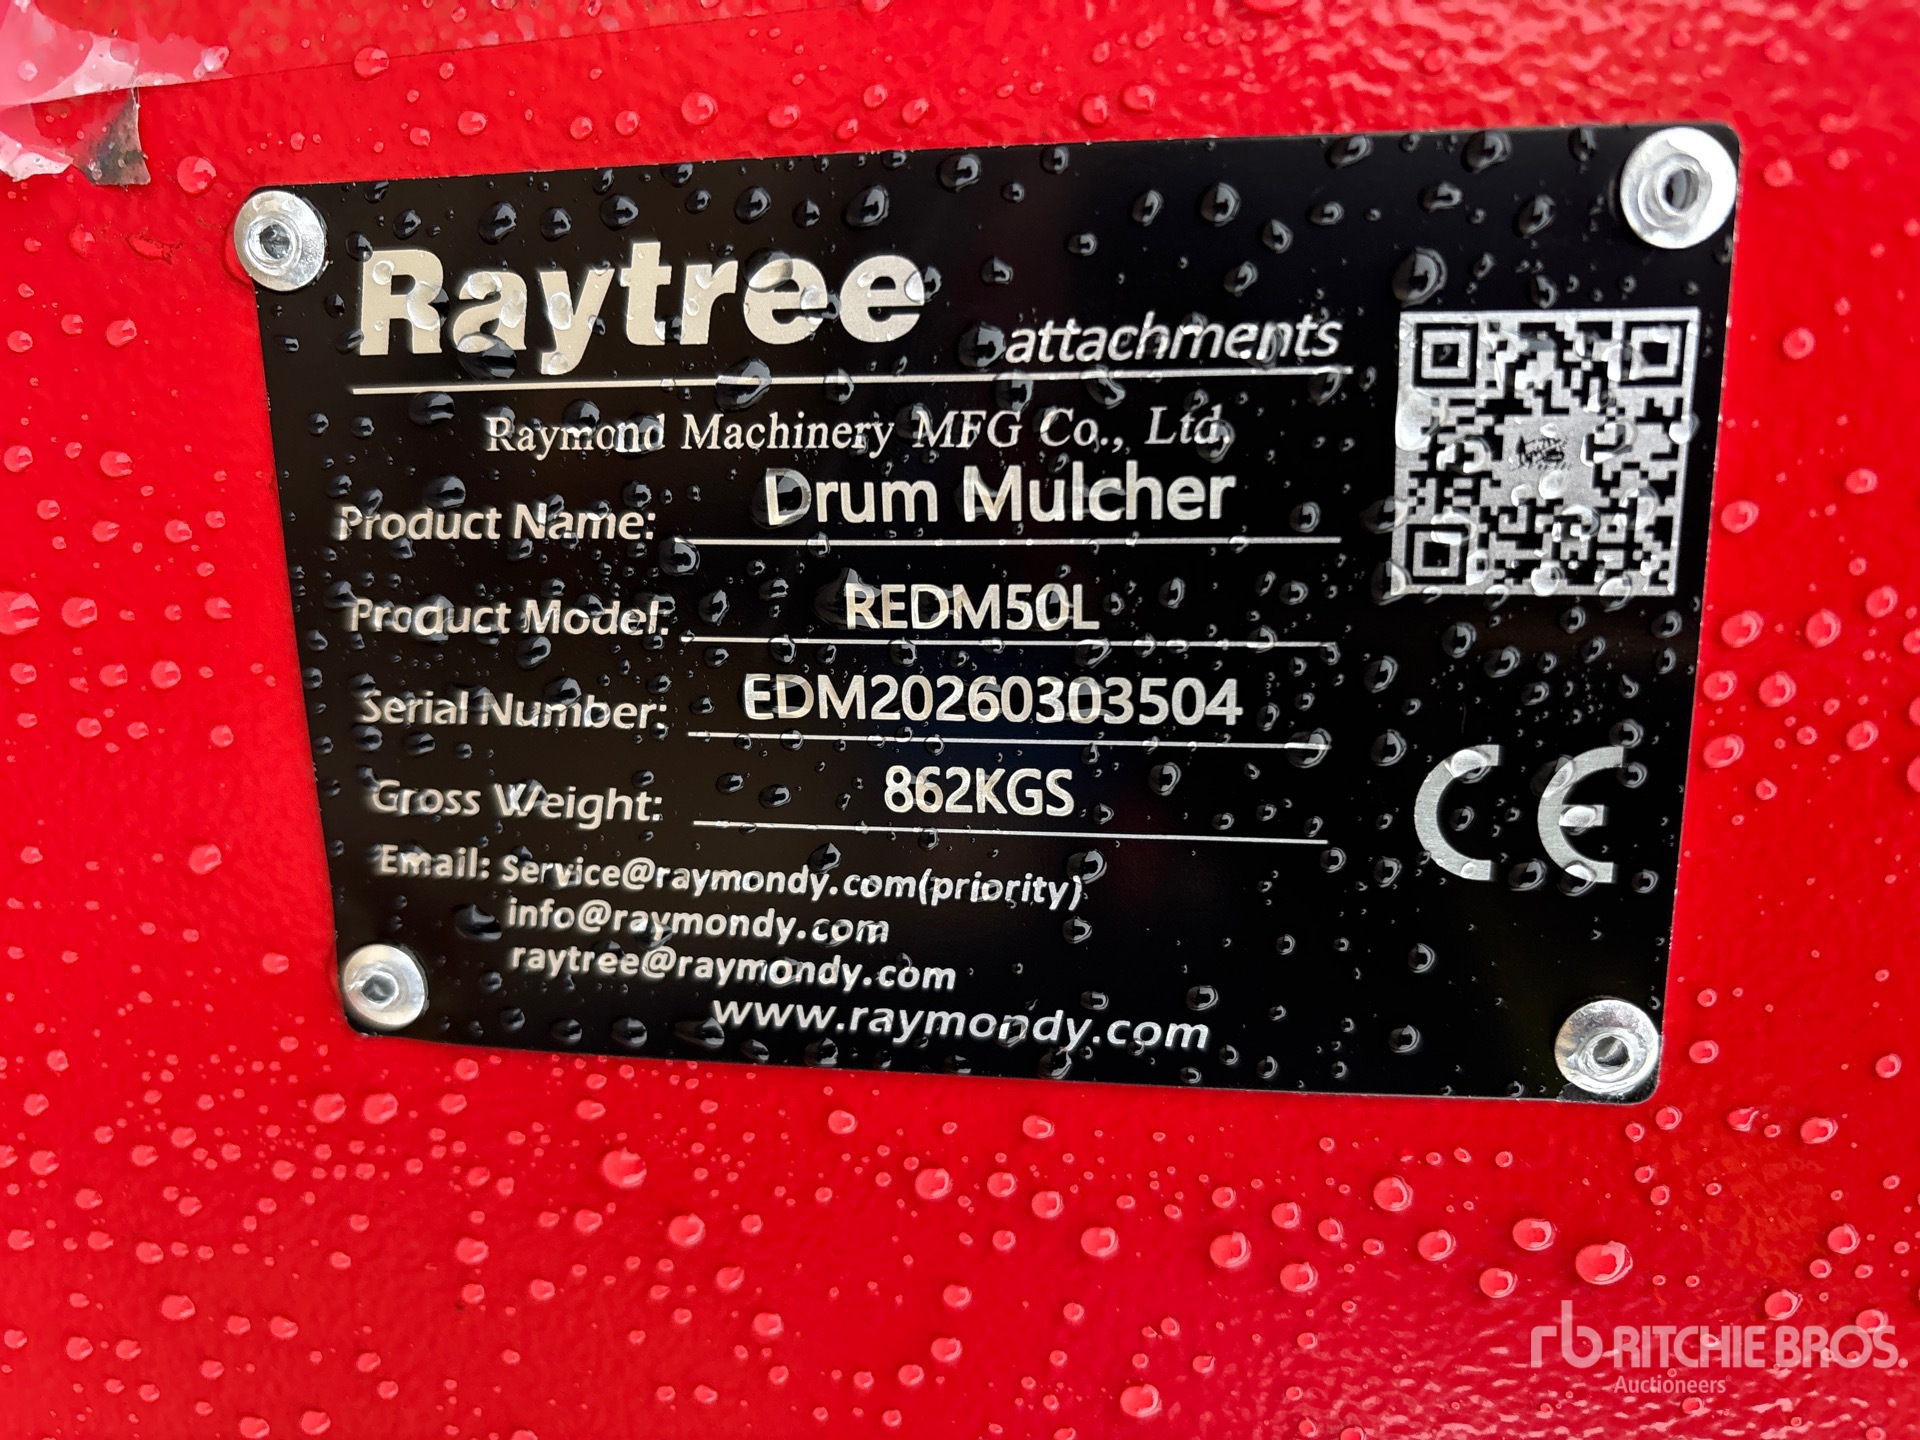 Raytree attachments
Raymond Machinery MFG Co., Ltd,
Product Name: Drum Mulcher
Product Model: REDM50L
Serial Number: EDM20260303504
Gross Weight: 862KGS
Email: Service@raymondy.com(priority)
info@raymondy.com
raytree@raymondy.com
www.raymondy.com
CE
rb RITCHIE BROS.
Auctioneers